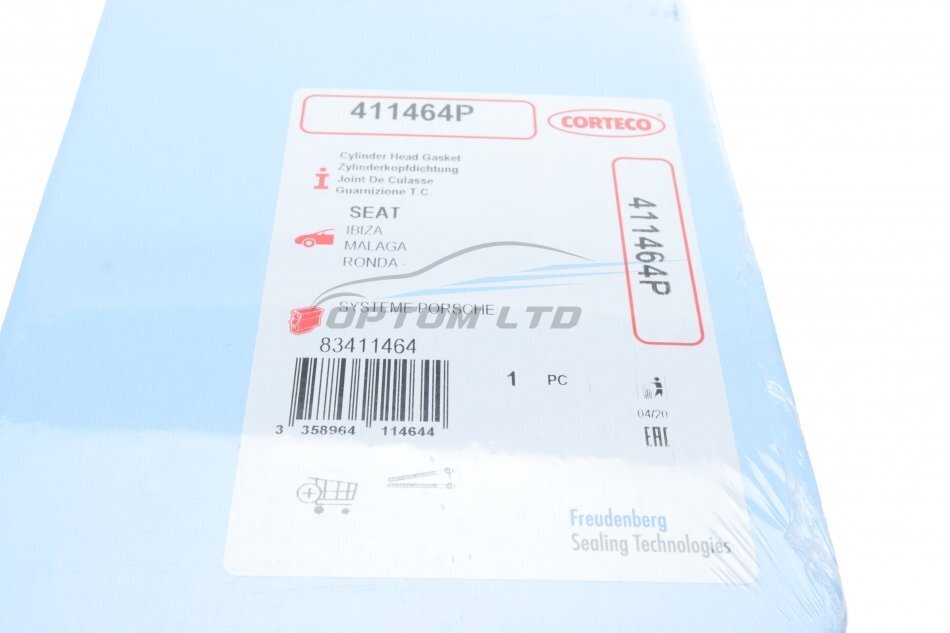 411464P
CORTECO
Cylinder Head Gasket
Zylinderkopfdichtung
Joint De Culasse
Guarnizione T.C.
411464P
SEAT
IBIZA
MALAGA
RONDA -
SYSTEME PORSCHE
OPTOM LTD
83411464
1 PC
3 358964 114644
04/20
EAC
Freudenberg
Sealing Technologies